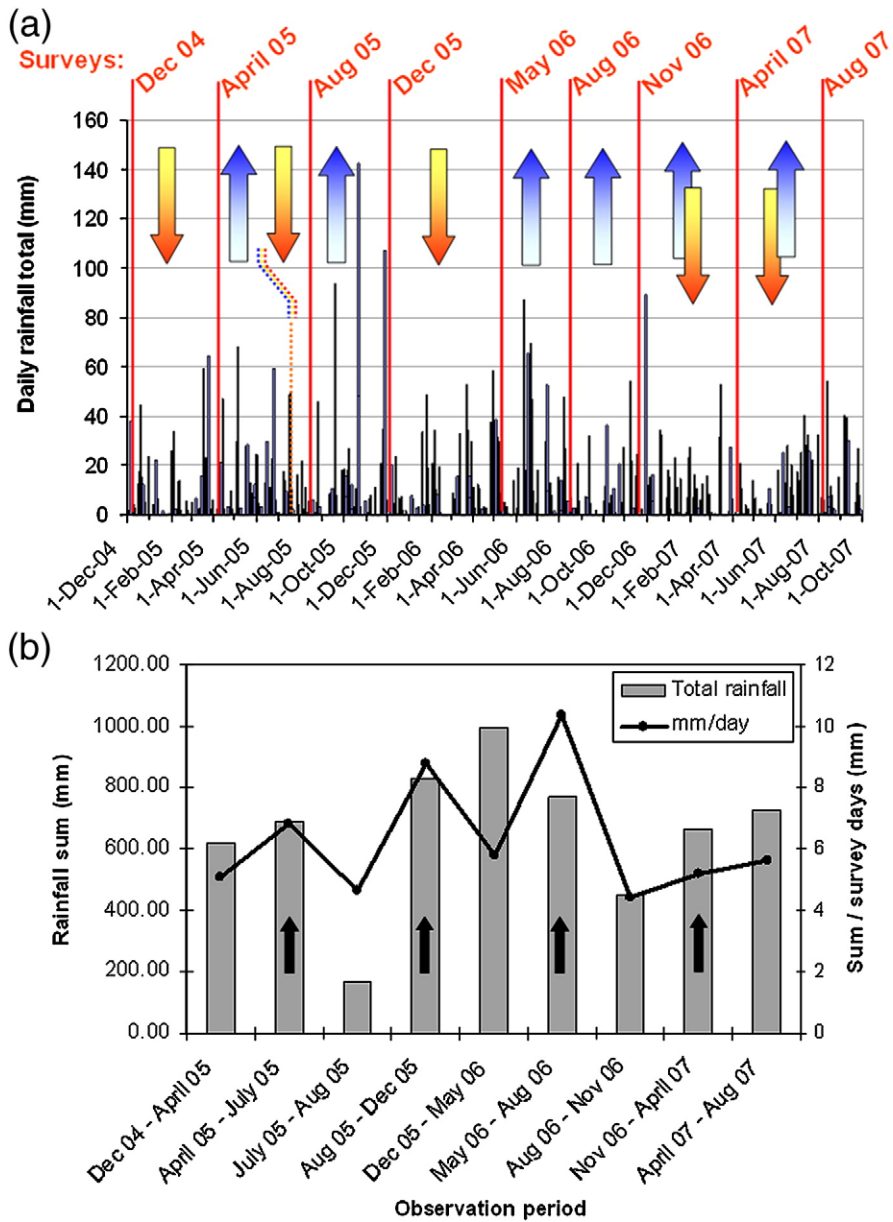 (a)
Surveys:
Dec 04
April 05
Aug 05
Dec 05
May 06
Aug 06
Nov 06
April 07
Aug 07
Daily rainfall total (mm)
160
140
120
100
80
60
40
20
0
1-Dec-04
1-Feb-05
1-Apr-05
1-Jun-05
1-Aug-05
1-Oct-05
1-Dec-05
1-Feb-06
1-Apr-06
1-Jun-06
1-Aug-06
1-Oct-06
1-Dec-06
1-Feb-07
1-Apr-07
1-Jun-07
1-Aug-07
1-Oct-07
(b)
Rainfall sum (mm)
1200.00
1000.00
800.00
600.00
400.00
200.00
0.00
Total rainfall
mm/day
12
10
8
6
4
2
0
Sum / survey days (mm)
Dec 04 - April 05
April 05 - July 05
July 05 - Aug 05
Aug 05 - Dec 05
Dec 05 - May 06
May 06 - Aug 06
Aug 06 - Nov 06
Nov 06 - April 07
April 07 - Aug 07
Observation period